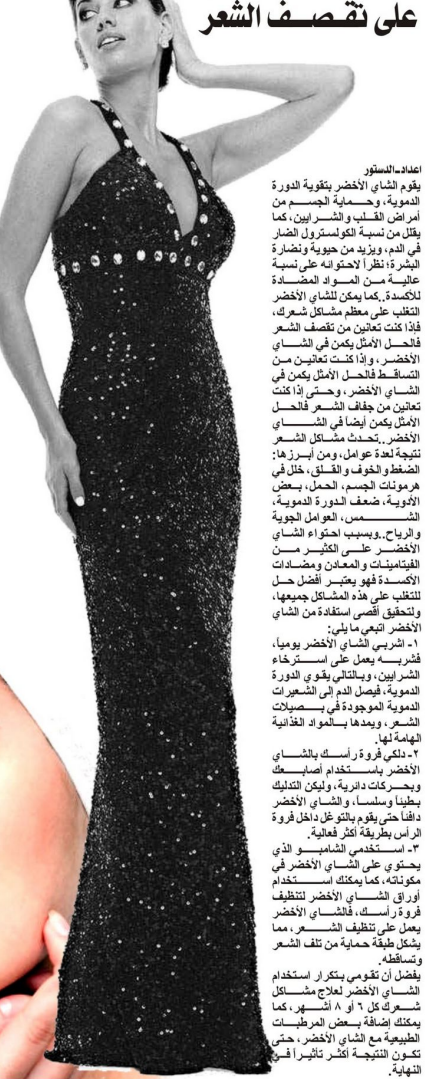 على تقصف الشعر
اعداد-الدستور
يقوم الشاي الأخضر بتقوية الدورة
الدموية، وحماية الجسم من
أمراض القلب والشرايين، كما
يقلل من نسبة الكولسترول الضار
في الدم، ويزيد من حيوية ونضارة
البشرة؛ نظراً لاحتوائه على نسبة
عالية من المواد المضادة
للأكسدة..كما يمكن للشاي الأخضر
التغلب على معظم مشاكل شعرك،
فإذا كنت تعانين من تقصف الشعر
فالحل الأمثل يكمن في الشاي
الأخضر، وإذا كنت تعانين من
التساقط فالحل الأمثل يكمن في
الشاي الأخضر، وحتى إذا كنت
تعانين من جفاف الشعر فالحل
الأمثل يكمن أيضاً في الشاي
الأخضر..تحدث مشاكل الشعر
نتيجة لعدة عوامل، ومن أبرزها:
الضغط والخوف والقلق، خلل في
هرمونات الجسم، الحمل، بعض
الأدوية، ضعف الدورة الدموية،
الشمس، العوامل الجوية
والرياح..وبسبب احتواء الشاي
الأخضر على الكثير من
الفيتامينات والمعادن ومضادات
الأكسدة فهو يعتبر أفضل حل
للتغلب على هذه المشاكل جميعها،
ولتحقيق أقصى استفادة من الشاي
الأخضر اتبعي ما يلي:
١- اشربي الشاي الأخضر يومياً،
فشربه يعمل على استرخاء
الشرايين، وبالتالي يقوي الدورة
الدموية، فيصل الدم إلى الشعيرات
الدموية الموجودة في بصيلات
الشعر، ويمدها بالمواد الغذائية
الهامة لها.
٢- دلكي فروة رأسك بالشاي
الأخضر باستخدام أصابعك
وبحركات دائرية، وليكن التدليك
بطيئاً وسلساً، والشاي الأخضر
دافئاً حتى يقوم بالتوغل داخل فروة
الرأس بطريقة أكثر فعالية.
٣- استخدمي الشامبو الذي
يحتوي على الشاي الأخضر في
مكوناته، كما يمكنك استخدام
أوراق الشاي الأخضر لتنظيف
فروة رأسك، فالشاي الأخضر
يعمل على تنظيف الشعر، مما
يشكل طبقة حماية من تلف الشعر
وتساقطه.
يفضل أن تقومي بتكرار استخدام
الشاي الأخضر لعلاج مشاكل
شعرك كل ٦ أو ٨ أشهر، كما
يمكنك إضافة بعض المرطبات
الطبيعية مع الشاي الأخضر، حتى
تكون النتيجة أكثر تأثيراً في
النهاية.